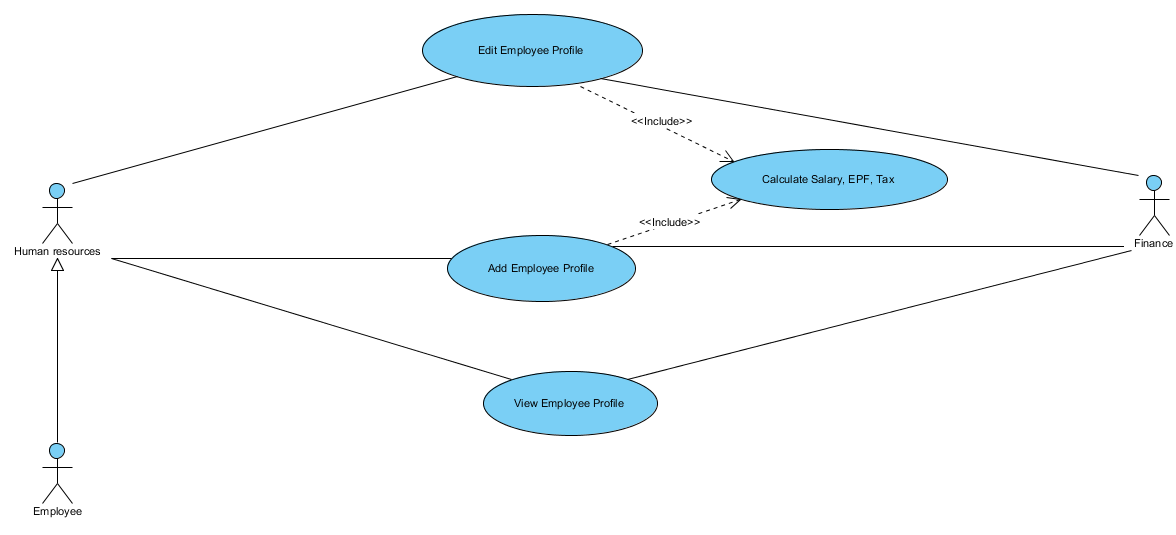 Edit Employee Profile
<<Include>>
Calculate Salary, EPF, Tax
<<Include>>
Human resources
Finance
Add Employee Profile
View Employee Profile
Employee